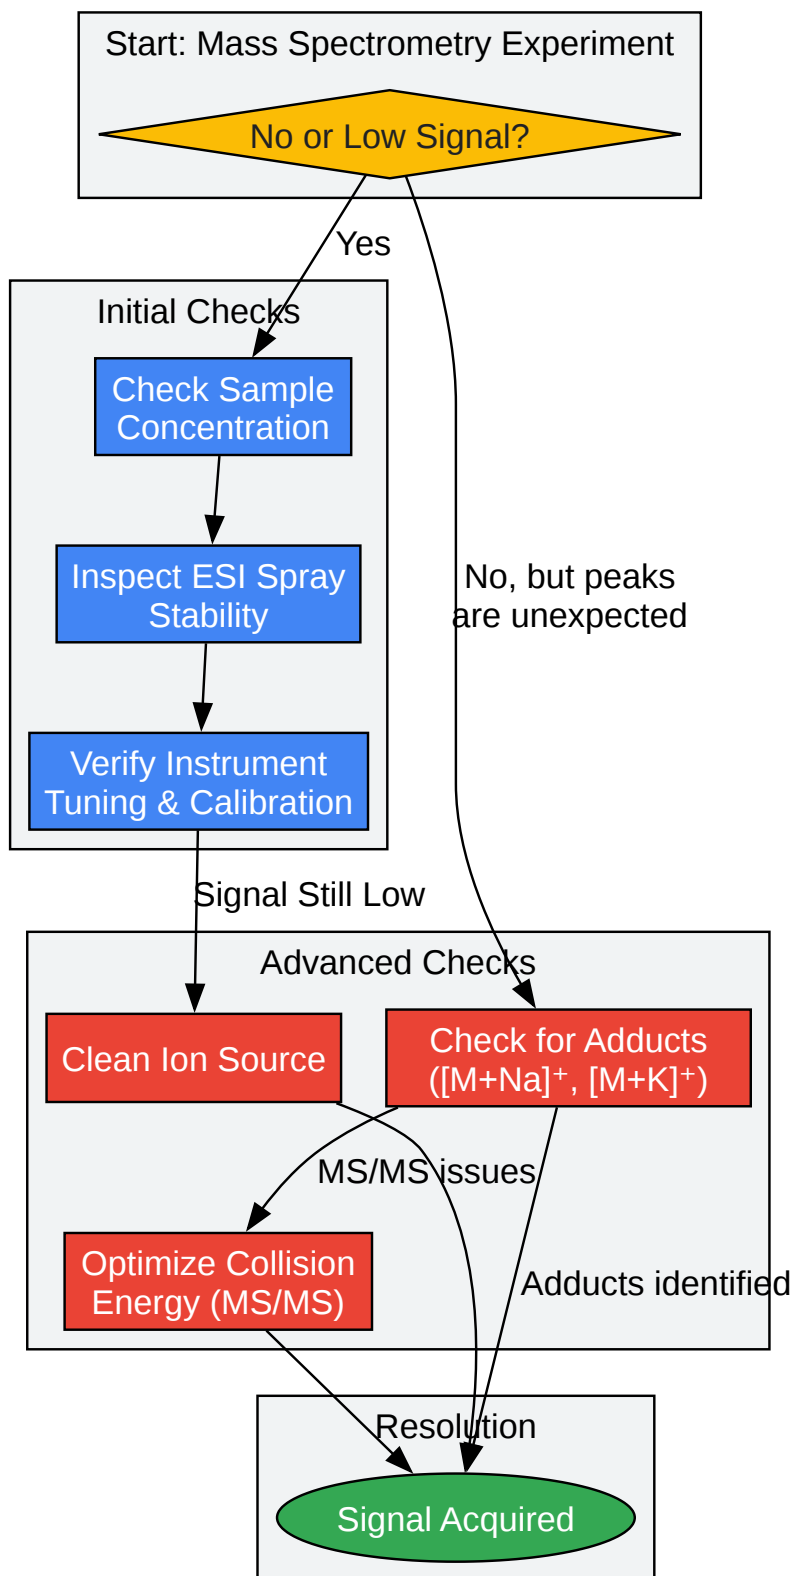 Start: Mass Spectrometry Experiment
No or Low Signal?
Yes
Initial Checks
Check Sample
Concentration
Inspect ESI Spray
Stability
No, but peaks
are unexpected
Verify Instrument
Tuning & Calibration
Signal Still Low
Advanced Checks
Clean Ion Source
Check for Adducts
([M+Na]⁺, [M+K]⁺)
MS/MS issues
Optimize Collision
Energy (MS/MS)
Adducts identified
Resolution
Signal Acquired